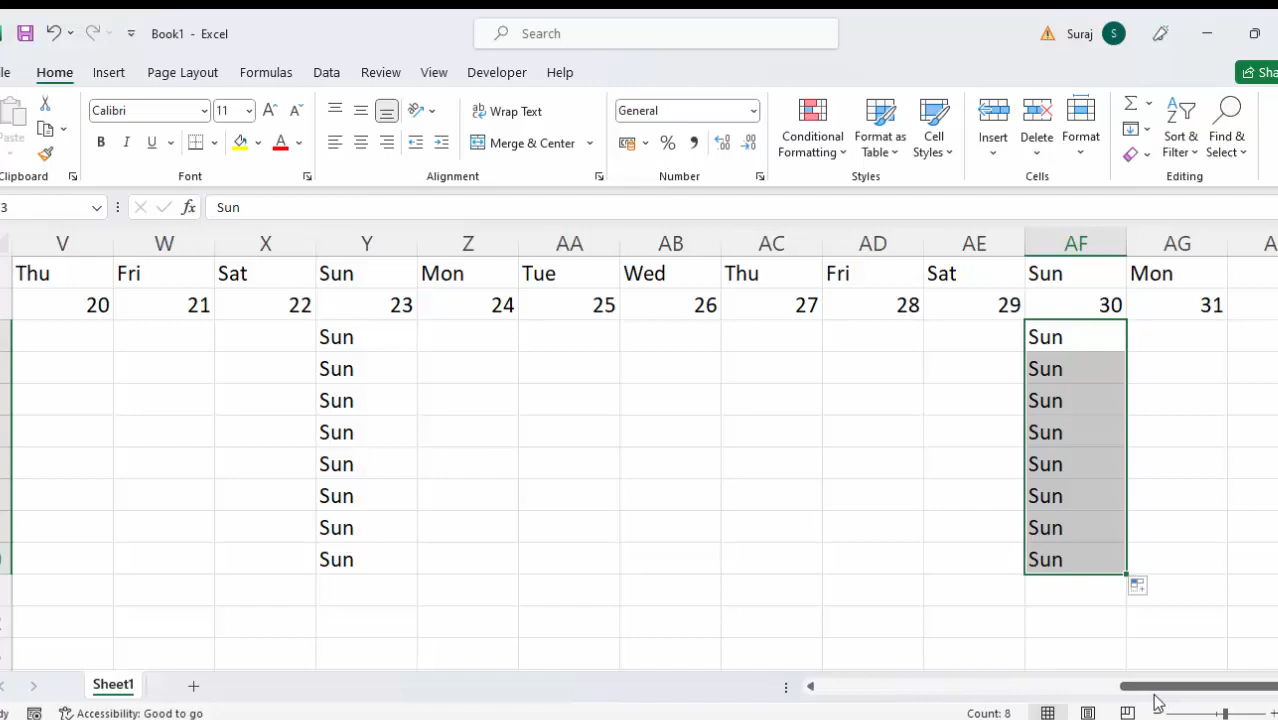 Book1 - Excel
Search
Suraj
S
Home Insert Page Layout Formulas Data Review View Developer Help
Calibri 11
Wrap Text
General
Paste
B I U
Merge & Center
Conditional Formatting
Format as Table
Cell Styles
Insert
Delete
Format
Sort & Filter
Find & Select
Clipboard Font Alignment Number Styles Cells Editing
3 fx Sun
V W X Y Z AA AB AC AD AE AF AG
Thu Fri Sat Sun Mon Tue Wed Thu Fri Sat Sun Mon
20 21 22 23 24 25 26 27 28 29 30 31
Sun Sun
Sun Sun
Sun Sun
Sun Sun
Sun Sun
Sun Sun
Sun Sun
Sun Sun
Sheet1
Accessibility: Good to go
Count: 8